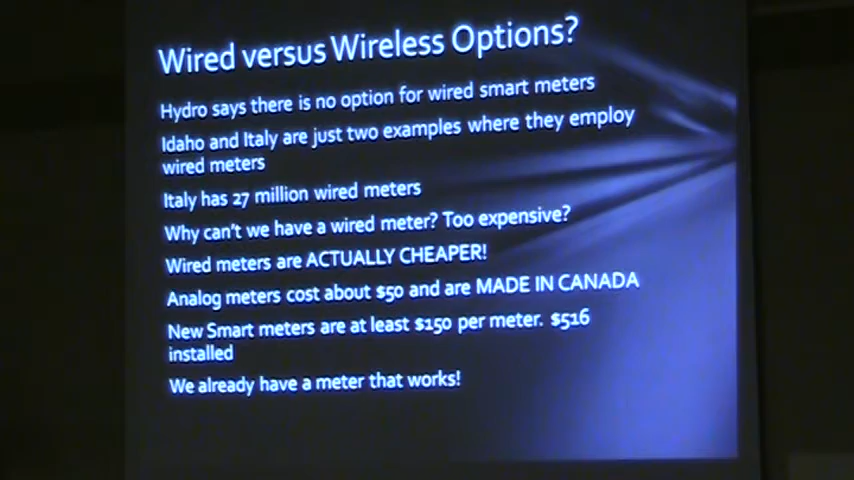 Wired versus Wireless Options?
Hydro says there is no option for wired smart meters
Idaho and Italy are just two examples where they employ
wired meters
Italy has 27 million wired meters
Why can't we have a wired meter? Too expensive?
Wired meters are ACTUALLY CHEAPER!
Analog meters cost about $50 and are MADE IN CANADA
New Smart meters are at least $150 per meter. $516
installed
We already have a meter that works!